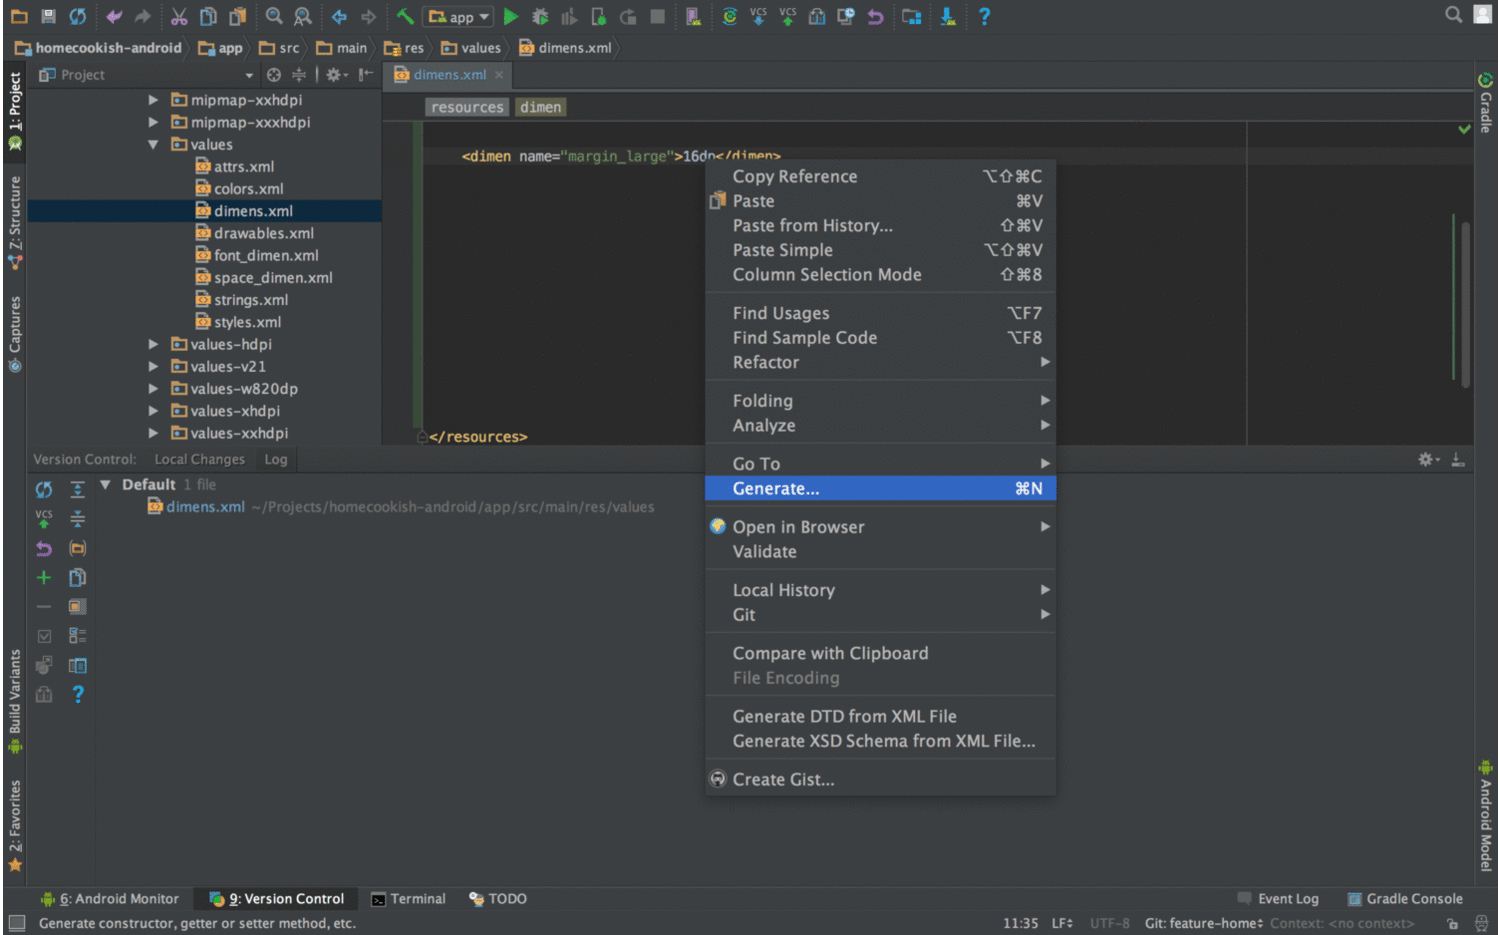 app
homecookish-android app src main res values dimens.xml
Project
dimens.xml
mipmap-xxhdpi
mipmap-xxxhdpi
values
attrs.xml
colors.xml
dimens.xml
drawables.xml
font_dimen.xml
space_dimen.xml
strings.xml
styles.xml
values-hdpi
values-v21
values-w820dp
values-xhdpi
values-xxhdpi
1: Project
7: Structure
Captures
Build Variants
2: Favorites
resources dimen
<dimen name="margin_large">16dp</dimen>
</resources>
Copy Reference ⌥⇧⌘C
Paste ⌘V
Paste from History... ⇧⌘V
Paste Simple ⌥⇧⌘V
Column Selection Mode ⇧⌘8
Find Usages ⌥F7
Find Sample Code ⌥F8
Refactor
Folding
Analyze
Go To
Generate... ⌘N
Open in Browser
Validate
Local History
Git
Compare with Clipboard
File Encoding
Generate DTD from XML File
Generate XSD Schema from XML File...
Create Gist...
Gradle
Android Model
Version Control: Local Changes Log
Default 1 file
dimens.xml ~/Projects/homecookish-android/app/src/main/res/values
VCS
VCS
VCS
6: Android Monitor 9: Version Control Terminal TODO Event Log Gradle Console
Generate constructor, getter or setter method, etc. 11:35 LF UTF-8 Git: feature-home Context: <no context>